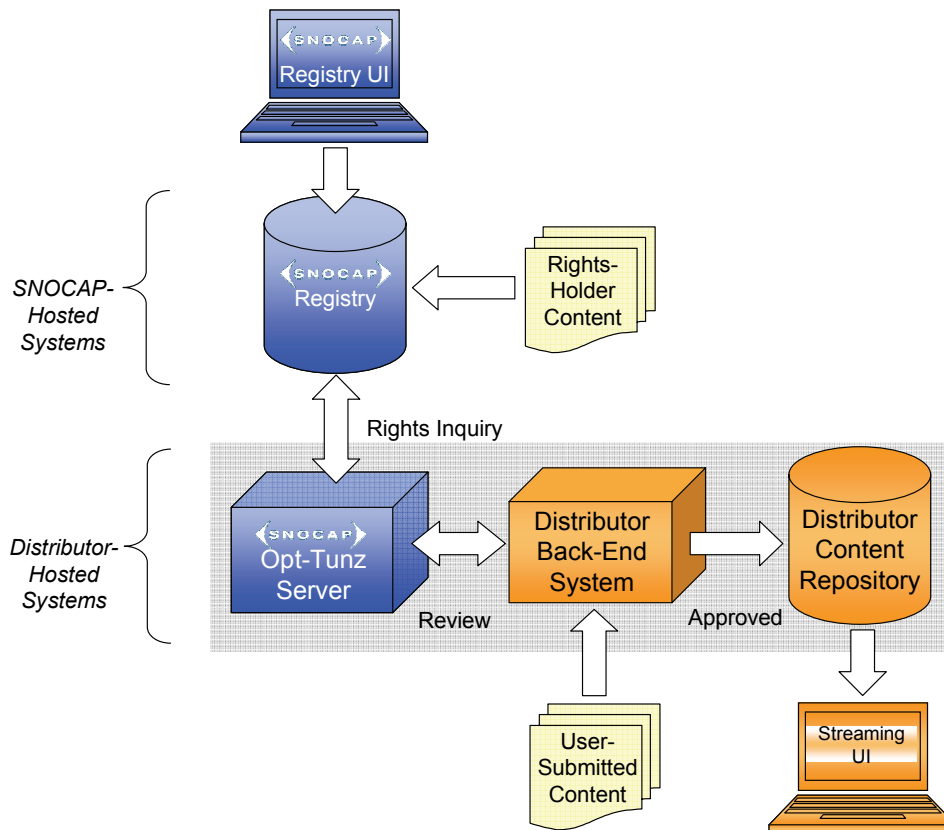 SNOCAP
Registry UI
SNOCAP-
Hosted
Systems
SNOCAP
Registry
Rights-
Holder
Content
Rights Inquiry
Distributor-
Hosted
Systems
SNOCAP
Opt-Tunz
Server
Review
Distributor
Back-End
System
Approved
Distributor
Content
Repository
User-
Submitted
Content
Streaming
UI